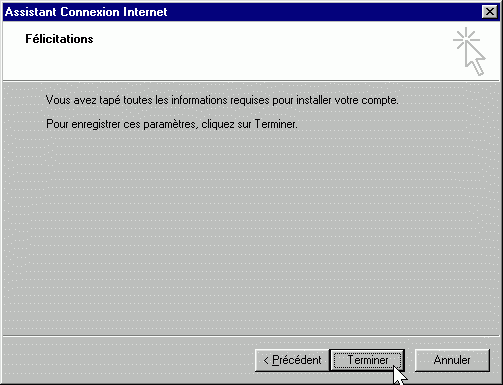 Assistant Connexion Internet
Félicitations
Vous avez tapé toutes les informations requises pour installer votre compte.
Pour enregistrer ces paramètres, cliquez sur Terminer.
< Précédent Terminer Annuler